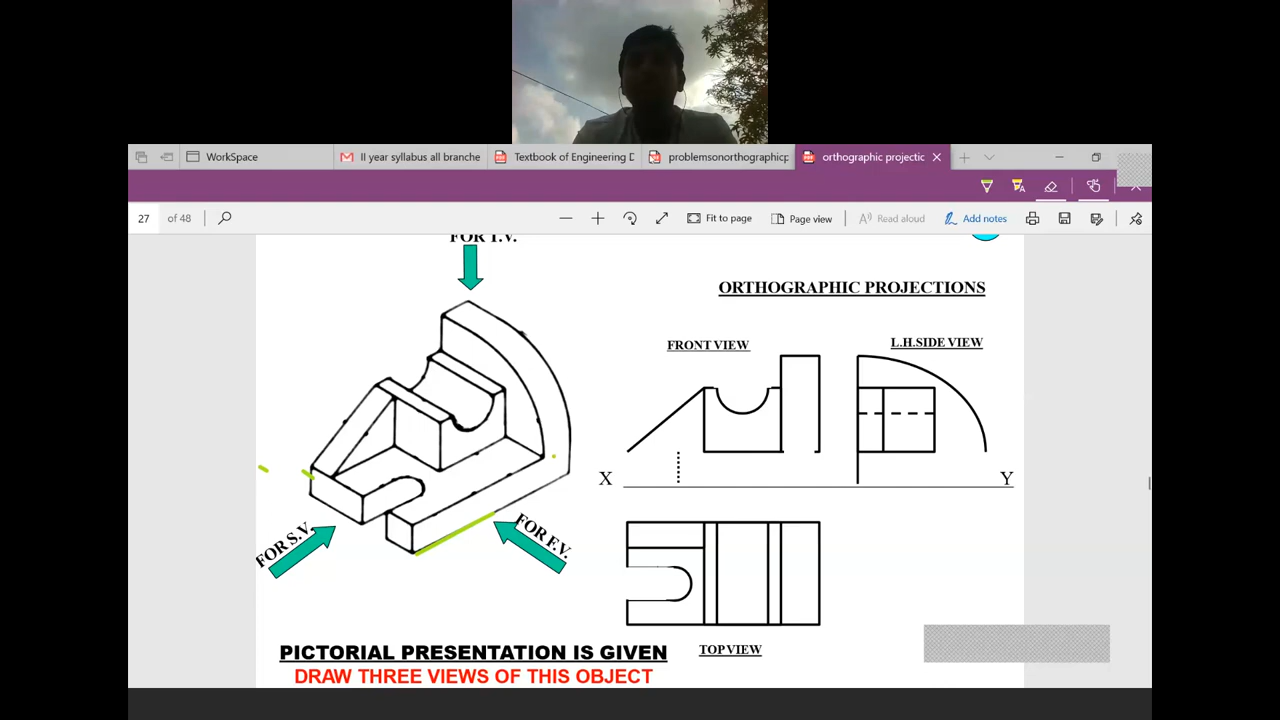 WorkSpace
II year syllabus all branche
Textbook of Engineering D
problemsonorthographicp
orthographic projectic
27 of 48
Fit to page
Page view
Read aloud
Add notes
FOR T.V.
ORTHOGRAPHIC PROJECTIONS
FRONT VIEW
L.H.SIDE VIEW
X
Y
FOR S.V.
FOR F.V.
TOP VIEW
PICTORIAL PRESENTATION IS GIVEN
DRAW THREE VIEWS OF THIS OBJECT